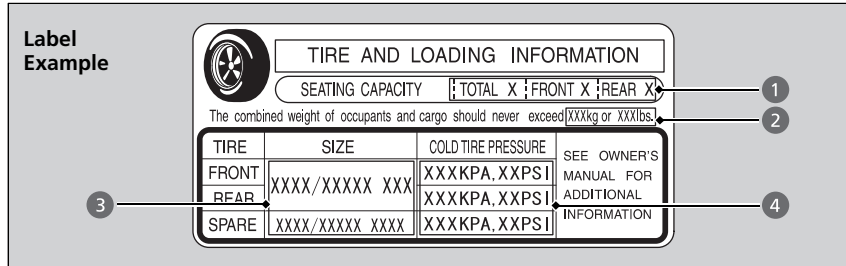 Label
Example
TIRE AND LOADING INFORMATION
SEATING CAPACITY TOTAL X FRONT X REAR X
1
The combined weight of occupants and cargo should never exceed XXXkg or XXXlbs.
2
TIRE SIZE COLD TIRE PRESSURE
SEE OWNER'S
MANUAL FOR
ADDITIONAL
INFORMATION
FRONT XXXX/XXXXX XXX XXXKPA, XXPSI
REAR XXXKPA, XXPSI
SPARE XXXX/XXXXX XXXX XXXKPA, XXPSI
3
4